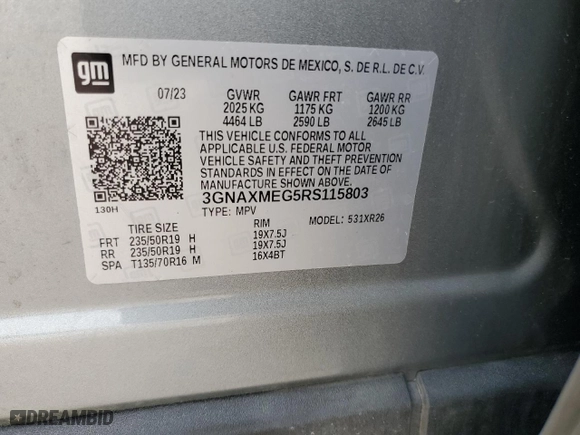 gm
MFD BY GENERAL MOTORS DE MEXICO, S. DE R.L. DE C.V.
07/23 GVWR GAWR FRT GAWR RR
2025 KG 1175 KG 1200 KG
4464 LB 2590 LB 2645 LB
THIS VEHICLE CONFORMS TO ALL
APPLICABLE U.S. FEDERAL MOTOR
VEHICLE SAFETY AND THEFT PREVENTION
STANDARDS IN EFFECT ON THE DATE OF
MANUFACTURE SHOWN ABOVE.
3GNAXMEG5RS115803
130H TYPE: MPV MODEL: 531XR26
TIRE SIZE RIM
FRT 235/50R19 H 19X7.5J
RR 235/50R19 H 19X7.5J
SPA T135/70R16 M 16X4BT
DREAMBID